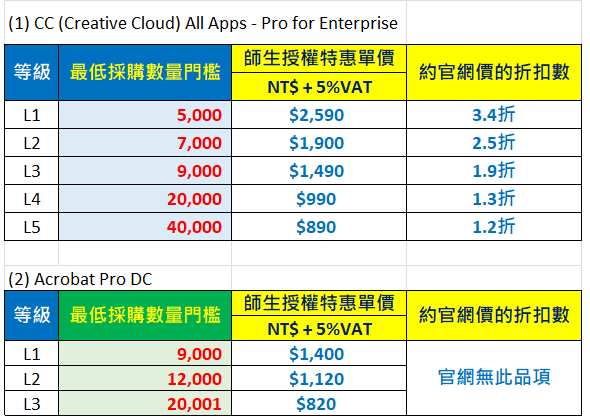 (1) CC (Creative Cloud) All Apps - Pro for Enterprise
等級 最低採購數量門檻 師生授權特惠單價 約官網價的折扣數
NT$ + 5%VAT
L1 5,000 $2,590 3.4折
L2 7,000 $1,900 2.5折
L3 9,000 $1,490 1.9折
L4 20,000 $990 1.3折
L5 40,000 $890 1.2折
(2) Acrobat Pro DC
等級 最低採購數量門檻 師生授權特惠單價 約官網價的折扣數
NT$ + 5%VAT
L1 9,000 $1,400
L2 12,000 $1,120 官網無此品項
L3 20,001 $820